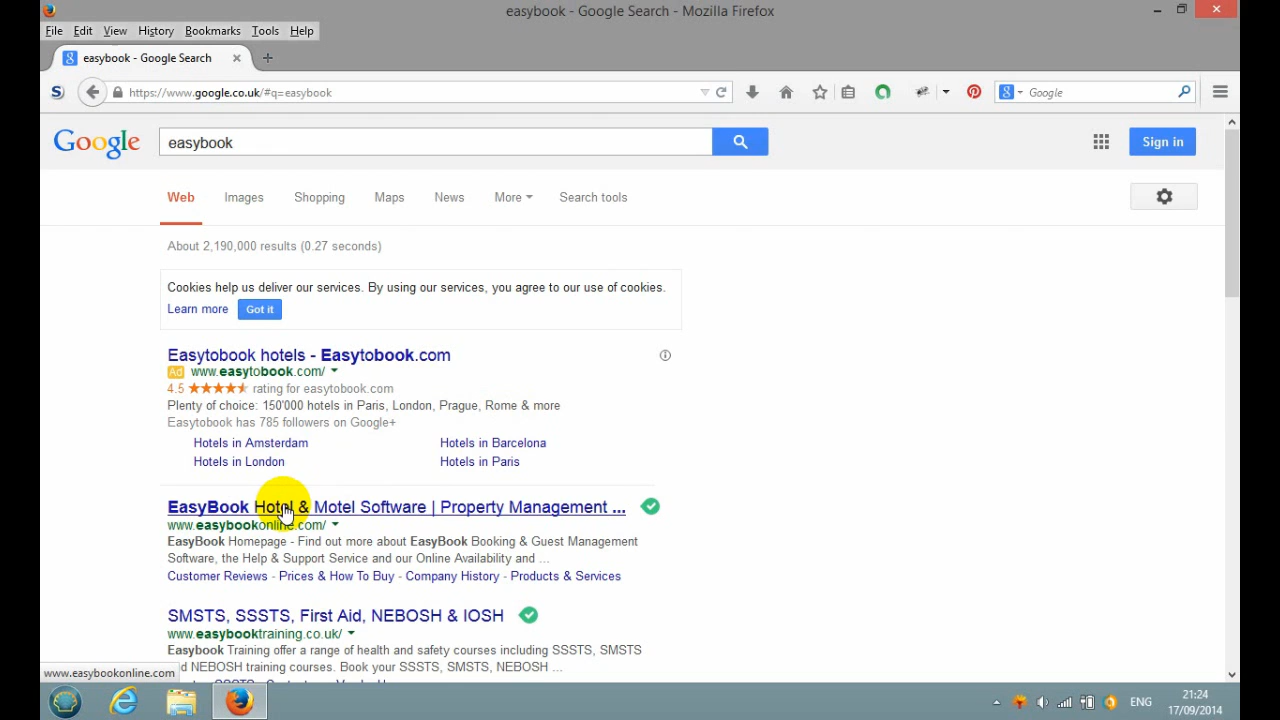 easybook - Google Search - Mozilla Firefox
File Edit View History Bookmarks Tools Help
easybook - Google Search
https://www.google.co.uk/#q=easybook
Google
Google
easybook
Sign in
Web Images Shopping Maps News More Search tools
About 2,190,000 results (0.27 seconds)
Cookies help us deliver our services. By using our services, you agree to our use of cookies.
Learn more Got it
Easytobook hotels - Easytobook.com
Ad www.easytobook.com/
4.5 rating for easytobook.com
Plenty of choice: 150'000 hotels in Paris, London, Prague, Rome & more
Easytobook has 785 followers on Google+
Hotels in Amsterdam Hotels in Barcelona
Hotels in London Hotels in Paris
EasyBook Hotel & Motel Software | Property Management ...
www.easybookonline.com/
EasyBook Homepage - Find out more about EasyBook Booking & Guest Management
Software, the Help & Support Service and our Online Availability and ...
Customer Reviews - Prices & How To Buy - Company History - Products & Services
SMSTS, SSSTS, First Aid, NEBOSH & IOSH
www.easybooktraining.co.uk/
Easybook Training offer a range of health and safety courses including SSSTS, SMSTS
and NEBOSH training courses. Book your SSSTS, SMSTS, NEBOSH ...
www.easybookonline.com
ENG
21:24
17/09/2014